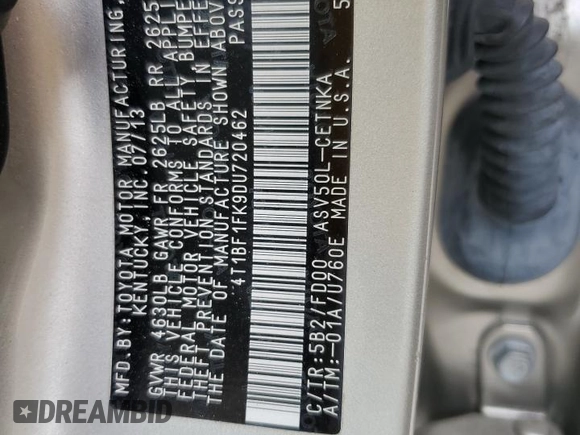 MFD.BY:TOYOTA MOTOR MANUFACTURING,
KENTUCKY, INC. 07/13
GVWR 4630LB GAWR FR 2625LB RR 2625
THIS VEHICLE CONFORMS TO ALL APPLI
FEDERAL MOTOR VEHICLE SAFETY, BUMPE
THEFT PREVENTION STANDARDS IN EFFE
THE DATE OF MANUFACTURE SHOWN ABOV
4T1BF1FK9DU720462 PASS
C/TR:5B2/FD00 ASV50L-CETNKA
A/TM:-01A/U760E MADE IN U.S.A.
TOYOTA
DREAMBID